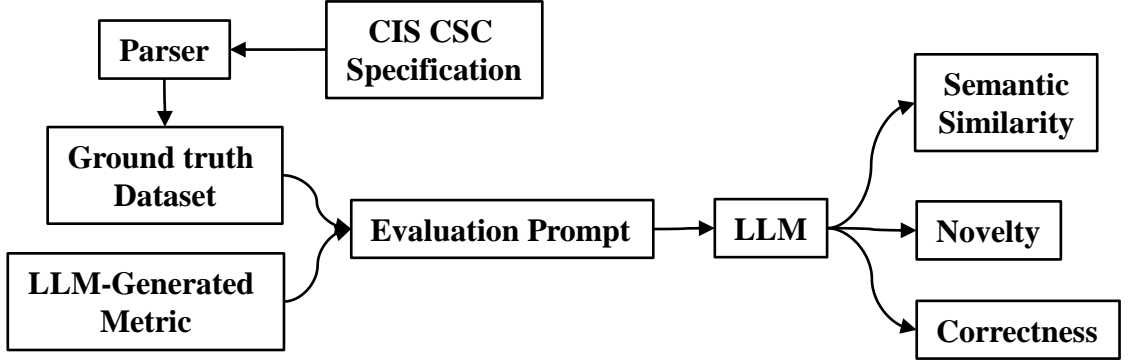 Parser
CIS CSC
Specification
Ground truth
Dataset
LLM-Generated
Metric
Evaluation Prompt
LLM
Semantic
Similarity
Novelty
Correctness